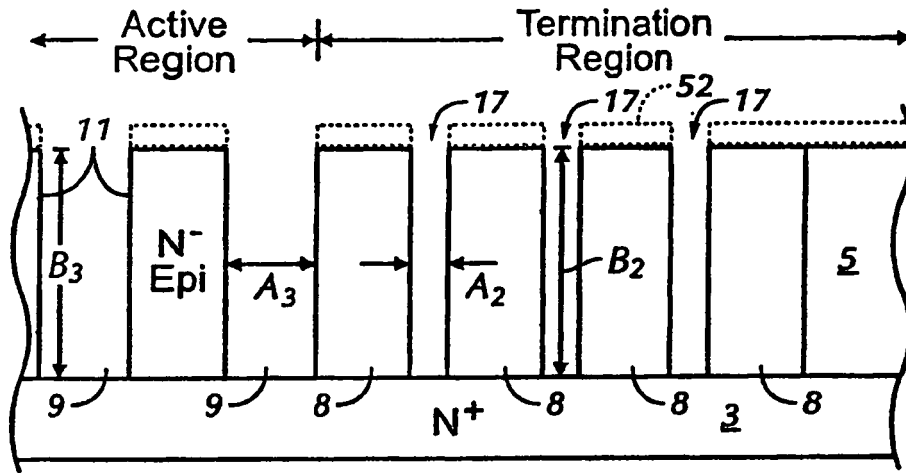 Active Region
Termination Region
17
17
52
17
11
B3
N- Epi
A3
A2
B2
5
9
9
8
8
8
8
N+
3